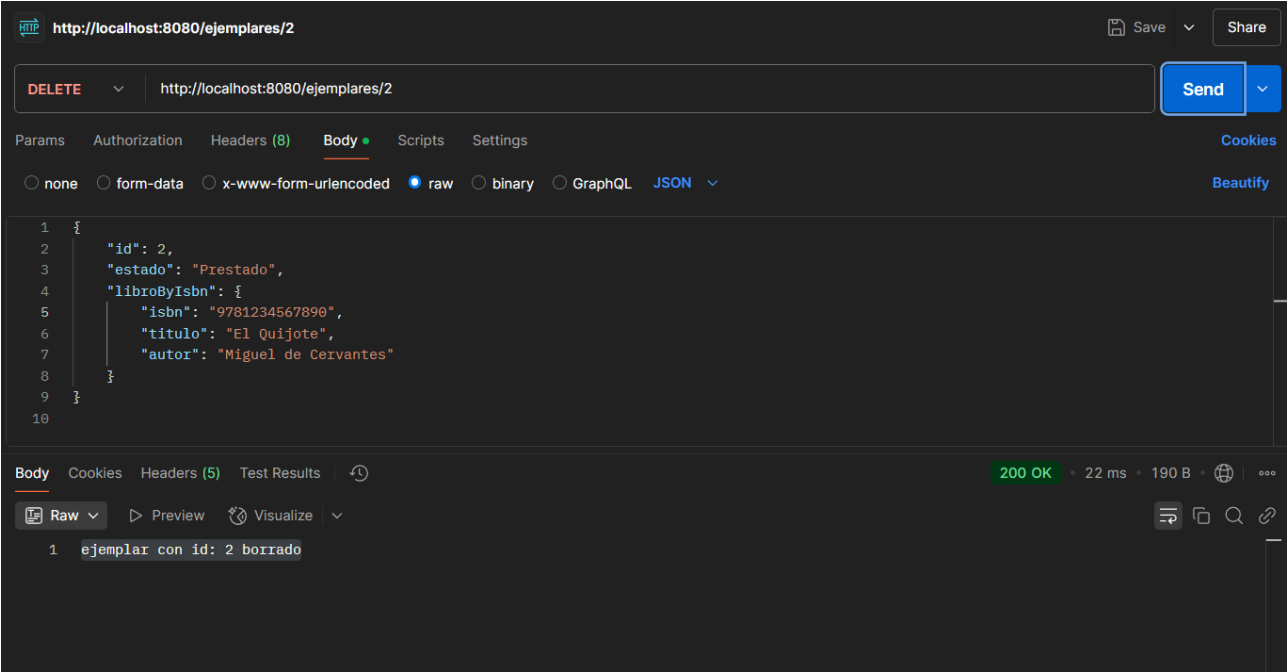 HTTP http://localhost:8080/ejemplares/2 Save Share
DELETE http://localhost:8080/ejemplares/2 Send
Params Authorization Headers (8) Body Scripts Settings Cookies
none form-data x-www-form-urlencoded raw binary GraphQL JSON Beautify
1 {
2 "id": 2,
3 "estado": "Prestado",
4 "libroByIsbn": {
5 "isbn": "9781234567890",
6 "titulo": "El Quijote",
7 "autor": "Miguel de Cervantes"
8 }
9 }
10
Body Cookies Headers (5) Test Results 200 OK • 22 ms • 190 B
Raw Preview Visualize
1 ejemplar con id: 2 borrado